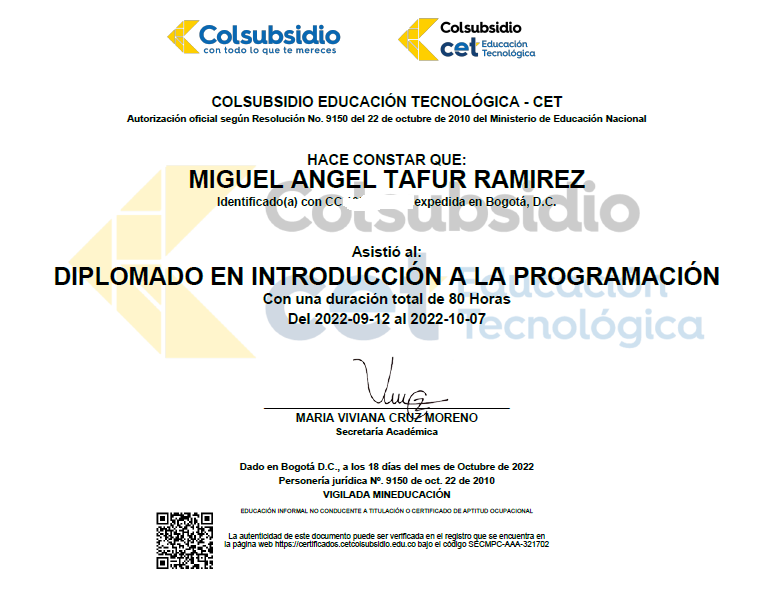 Colsubsidio
con todo lo que te mereces
Colsubsidio
cet Educación
Tecnológica
COLSUBSIDIO EDUCACIÓN TECNOLÓGICA - CET
Autorización oficial según Resolución No. 9150 del 22 de octubre de 2010 del Ministerio de Educación Nacional
HACE CONSTAR QUE:
MIGUEL ANGEL TAFUR RAMIREZ
Identificado(a) con CC expedida en Bogotá, D.C.
Colsubsidio
Asistió al:
DIPLOMADO EN INTRODUCCIÓN A LA PROGRAMACIÓN
cet Educación
Tecnológica
Con una duración total de 80 Horas
Del 2022-09-12 al 2022-10-07
MARIA VIVIANA CRUZ MORENO
Secretaría Académica
Dado en Bogotá D.C., a los 18 días del mes de Octubre de 2022
Personería jurídica Nº. 9150 de oct. 22 de 2010
VIGILADA MINEDUCACIÓN
EDUCACIÓN INFORMAL NO CONDUCENTE A TITULACIÓN O CERTIFICADO DE APTITUD OCUPACIONAL
La autenticidad de este documento puede ser verificada en el registro que se encuentra en
la página web https://certificados.cetcolsubsidio.edu.co bajo el código SECMPC-AAA-321702